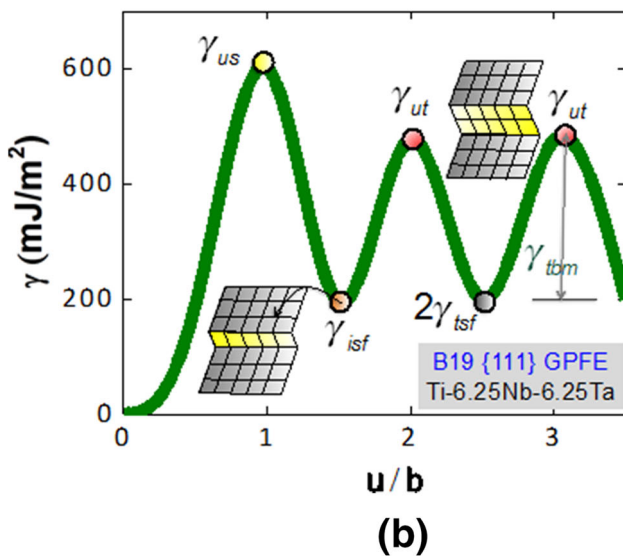 γus
γut
γut
600
400
200
0
γ (mJ/m²)
γtbm
γisf
2γtsf
B19 {111} GPFE
Ti-6.25Nb-6.25Ta
0 1 2 3
u/b
(b)